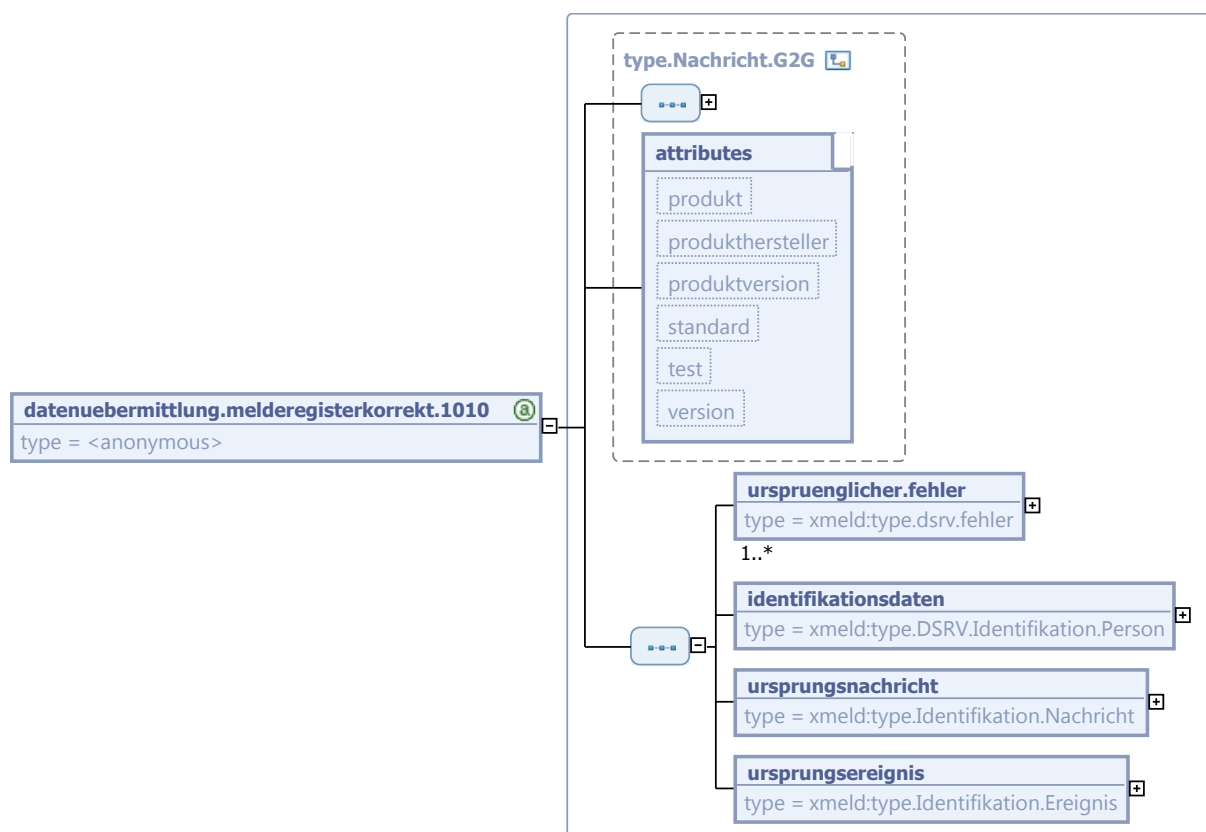 type.Nachricht.G2G
attributes
produkt
produkthersteller
produktversion
standard
test
version
datenuebermittlung.melderegisterkorrekt.1010
type = <anonymous>
urspruenglicher.fehler
type = xmeld:type.dsrv.fehler
1..*
identifikationsdaten
type = xmeld:type.DSRV.Identifikation.Person
ursprungsnachricht
type = xmeld:type.Identifikation.Nachricht
ursprungsereignis
type = xmeld:type.Identifikation.Ereignis